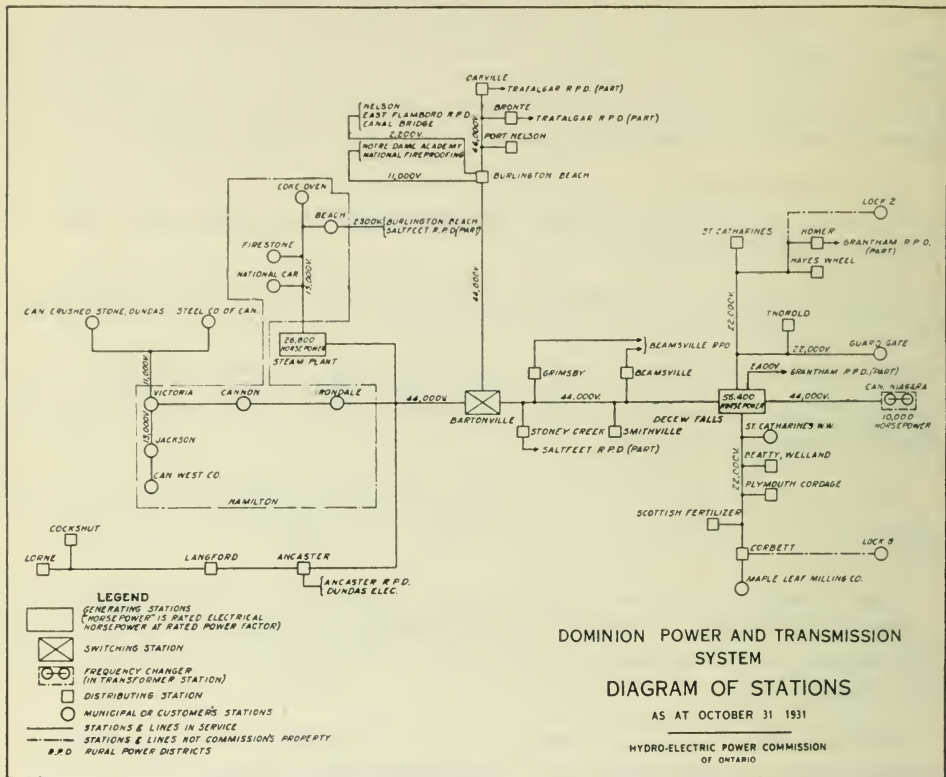 OAKVILLE
TRAFALGAR R.P.D. (PART)
BRONTE
TRAFALGAR R.P.D (PART)
PORT NELSON
44,000V.
BURLINGTON BEACH
NELSON
EAST FLAMBORO R.P.D
CANAL BRIDGE
2,200V.
NOTRE DAME ACADEMY
NATIONAL FIREPROOFING
11,000V
COKE OVEN
BEACH
2300V.
BURLINGTON BEACH
SALTFEET R.P.D (PART)
FIRESTONE
NATIONAL CAR
13,000V.
44,000V.
26,800
HORSEPOWER
STEAM PLANT
CAN CRUSHED STONE, DUNDAS
STEEL CO OF CAN.
11,000V.
VICTORIA
CANNON
IRONDALE
44,000V.
BARTONVILLE
13,000V.
JACKSON
CAN WEST CO.
HAMILTON
GRIMSBY
BEAMSVILLE RPD
BEAMSVILLE
44,000V.
STONEY CREEK
SALTFEET R.P.D (PART)
SMITHVILLE
DECEW FALLS
56,400
HORSEPOWER
ST CATHARINES
LOCK 2
HOMER
GRANTHAM R.P.D.
(PART)
HAYES WHEEL
22,000V.
THOROLD
22,000V
GUARD GATE
2,400V
GRANTHAM R.P.D. (PART)
44,000V.
CAN. NIAGARA
10,000
HORSEPOWER
ST. CATHARINES W.W.
BEATTY, WELLAND
22,000V.
PLYMOUTH CORDAGE
SCOTTISH FERTILIZER
CORBETT
LOCK 8
MAPLE LEAF MILLING CO.
COCKSHUT
LORNE
LANGFORD
ANCASTER
ANCASTER R.P.D.
DUNDAS ELEC.
LEGEND
GENERATING STATIONS
("HORSEPOWER" IS RATED ELECTRICAL
HORSEPOWER AT RATED POWER FACTOR)
SWITCHING STATION
FREQUENCY CHANGER
(IN TRANSFORMER STATION)
DISTRIBUTING STATION
MUNICIPAL OR CUSTOMER'S STATIONS
STATIONS & LINES IN SERVICE
STATIONS & LINES NOT COMMISSION'S PROPERTY
R.P.D RURAL POWER DISTRICTS
DOMINION POWER AND TRANSMISSION
SYSTEM
DIAGRAM OF STATIONS
AS AT OCTOBER 31 1931
HYDRO-ELECTRIC POWER COMMISSION
OF ONTARIO